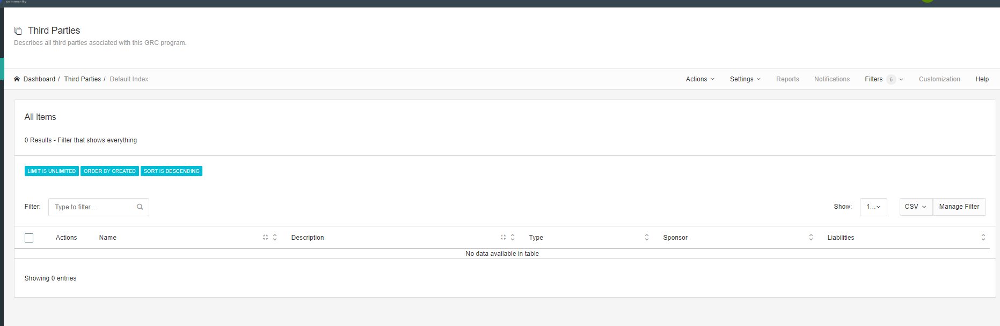 community
Third Parties
Describes all third parties asociated with this GRC program.
Dashboard / Third Parties / Default Index
Actions Settings Reports Notifications Filters 5 Customization Help
All Items
0 Results - Filter that shows everything
LIMIT IS UNLIMITED ORDER BY CREATED SORT IS DESCENDING
Filter: Type to filter... Show: 1... CSV Manage Filter
Actions Name Description Type Sponsor Liabilities
No data available in table
Showing 0 entries